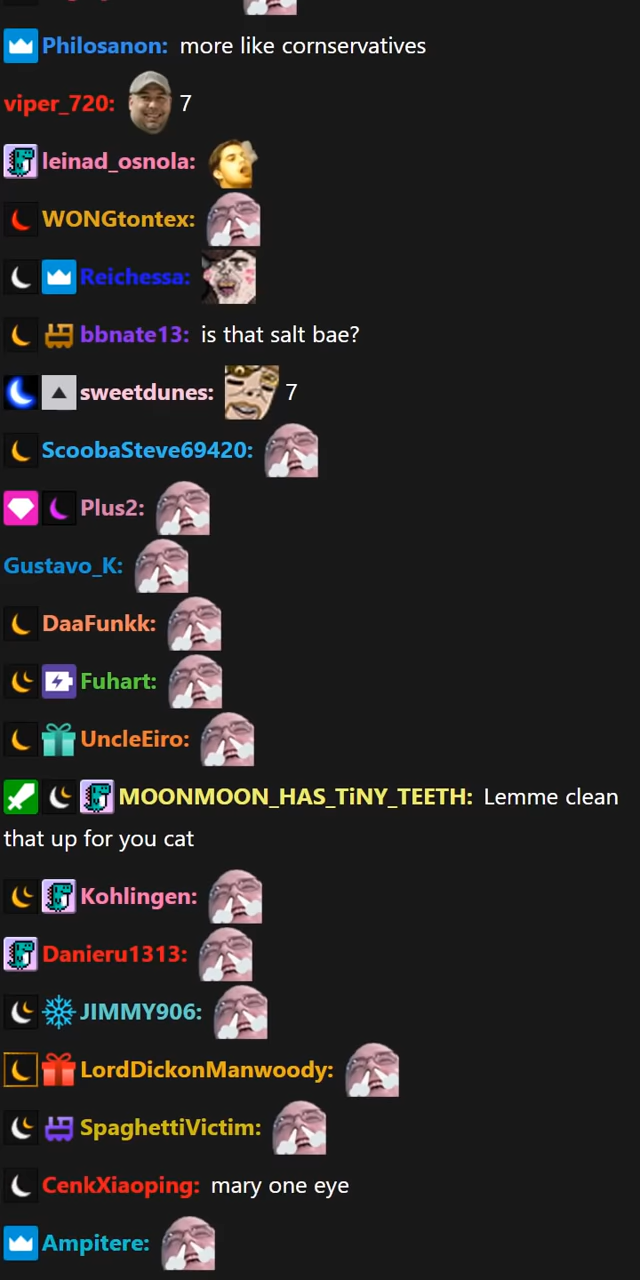 Philosanon: more like cornservatives
viper_720: 7
leinad_osnola:
WONGtontex:
Reichessa:
bbnate13: is that salt bae?
sweetdunes: 7
ScoobaSteve69420:
Plus2:
Gustavo_K:
DaaFunkk:
Fuhart:
UncleEiro:
MOONMOON_HAS_TiNY_TEETH: Lemme clean
that up for you cat
Kohlingen:
Danieru1313:
JIMMY906:
LordDickonManwoody:
SpaghettiVictim:
CenkXiaoping: mary one eye
Ampitere: